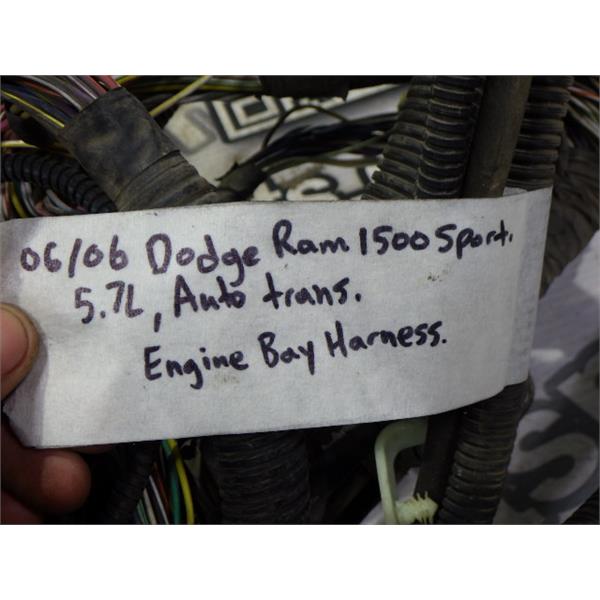 06/06 Dodge Ram 1500 Sport.
5.7L, Auto trans.
Engine Bay Harness.